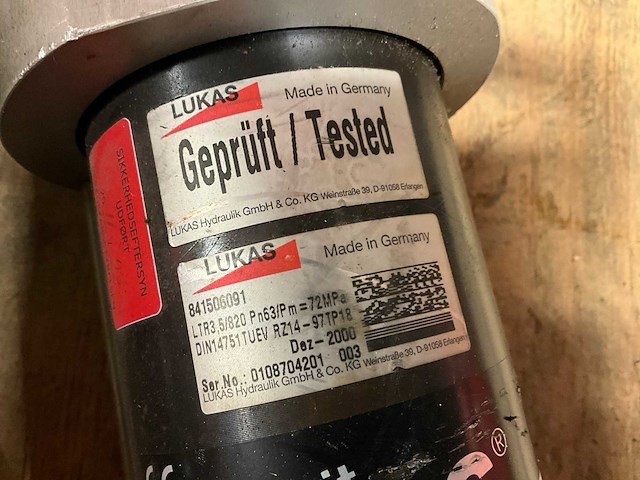 LUKAS
Made in Germany
Geprüft / Tested
LUKAS Hydraulik GmbH & Co. KG Weinstraße 39, D-91058 Erlangen
SIKKERHEDSEFTERSYN
UDFØRT
LUKAS
Made in Germany
841506091
LTR3,5/820 Pn63/Pm=72MPa
DIN14751TUEV RZ14-97TP18
Dez-2000
Ser.No.: 0108704201 003
LUKAS Hydraulik GmbH & Co. KG Weinstraße 39, D-91058 Erlangen
®